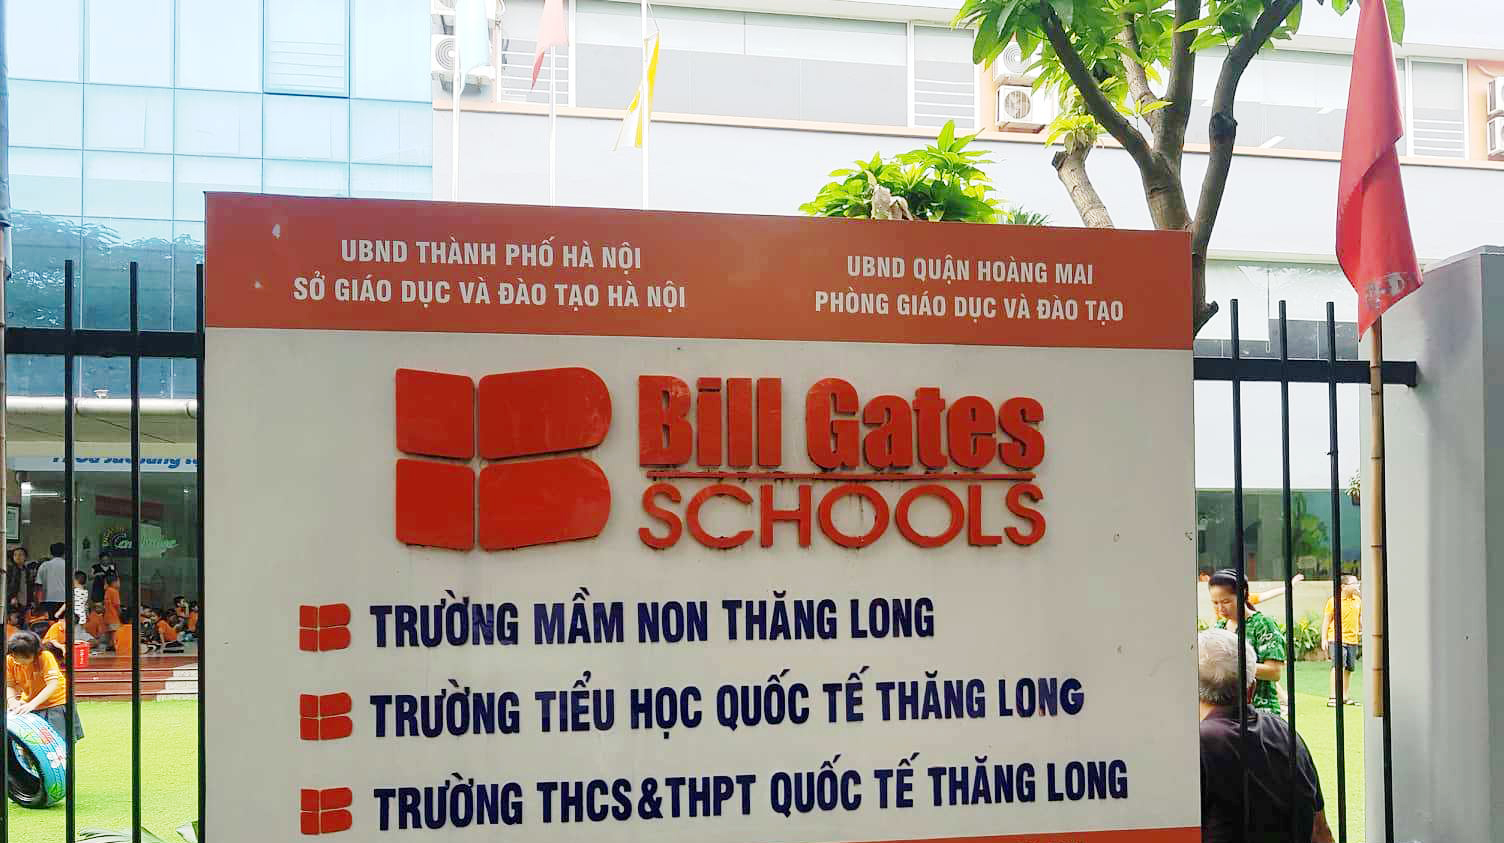 UBND THÀNH PHỐ HÀ NỘI
SỞ GIÁO DỤC VÀ ĐÀO TẠO HÀ NỘI
UBND QUẬN HOÀNG MAI
PHÒNG GIÁO DỤC VÀ ĐÀO TẠO
Bill Gates
SCHOOLS
TRƯỜNG MẦM NON THĂNG LONG
TRƯỜNG TIỂU HỌC QUỐC TẾ THĂNG LONG
TRƯỜNG THCS&THPT QUỐC TẾ THĂNG LONG